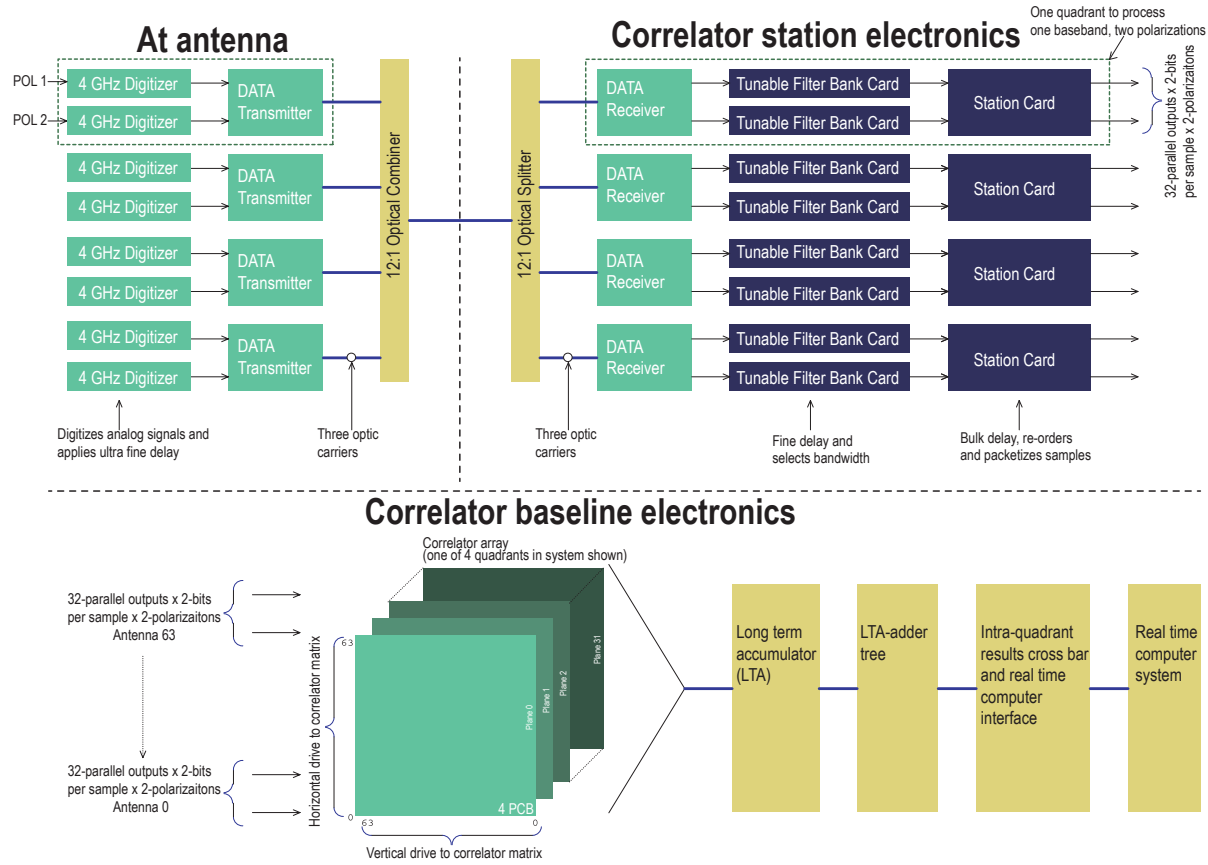 At antenna
Correlator station electronics
One quadrant to process
one baseband, two polarizations
POL 1
POL 2
4 GHz Digitizer
4 GHz Digitizer
DATA
Transmitter
4 GHz Digitizer
4 GHz Digitizer
DATA
Transmitter
4 GHz Digitizer
4 GHz Digitizer
DATA
Transmitter
4 GHz Digitizer
4 GHz Digitizer
DATA
Transmitter
12:1 Optical Combiner
12:1 Optical Splitter
DATA
Receiver
Tunable Filter Bank Card
Tunable Filter Bank Card
Station Card
DATA
Receiver
Tunable Filter Bank Card
Tunable Filter Bank Card
Station Card
DATA
Receiver
Tunable Filter Bank Card
Tunable Filter Bank Card
Station Card
DATA
Receiver
Tunable Filter Bank Card
Tunable Filter Bank Card
Station Card
32-parallel outputs x 2-bits
per sample x 2-polarizaitons
Digitizes analog signals and
applies ultra fine delay
Three optic
carriers
Three optic
carriers
Fine delay and
selects bandwidth
Bulk delay, re-orders
and packetizes samples
Correlator baseline electronics
Correlator array
(one of 4 quadrants in system shown)
32-parallel outputs x 2-bits
per sample x 2-polarizaitons
Antenna 63
32-parallel outputs x 2-bits
per sample x 2-polarizaitons
Antenna 0
Horizontal drive to correlator matrix
63
0
Plane 0
Plane 1
Plane 2
Plane 31
4 PCB
63
0
Vertical drive to correlator matrix
Long term
accumulator
(LTA)
LTA-adder
tree
Intra-quadrant
results cross bar
and real time
computer
interface
Real time
computer
system